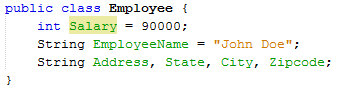 public class Employee {
    int Salary = 90000;
    String EmployeeName = "John Doe";
    String Address, State, City, Zipcode;
}